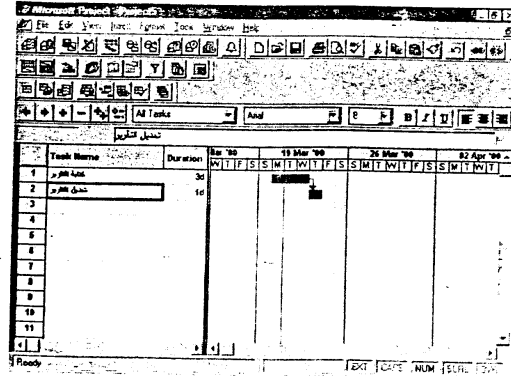 Microsoft Project
File Edit View Insert Format Tools Window Help
All Tasks Arial 8 B I U
تعديل التقرير
Task Name Duration Mar '00 19 Mar '00 26 Mar '00 02 Apr '00
W T F S S M T W T F S S M T W T F S S M T W T
1 كتابة التقرير 3d
2 تعديل التقرير 1d
3
4
5
6
7
8
9
10
11
Ready EXT CAPS NUM SCRL